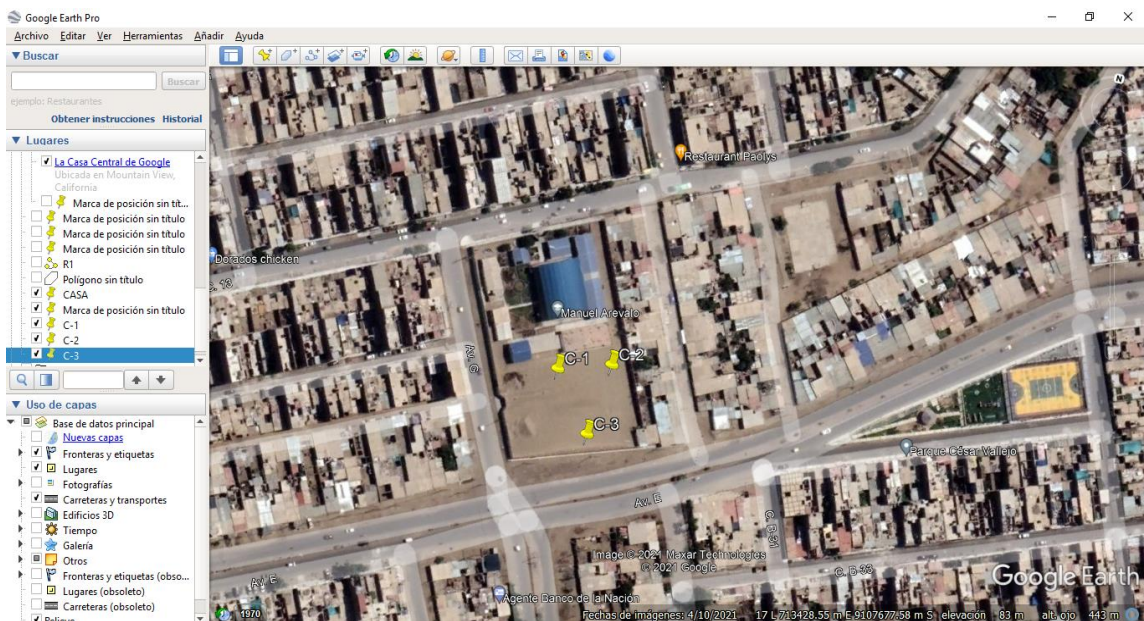 Google Earth Pro
Archivo Editar Ver Herramientas Añadir Ayuda
Buscar
Buscar
ejemplo: Restaurantes
Obtener instrucciones Historial
Lugares
La Casa Central de Google
Ubicada en Mountain View,
California
Marca de posición sin tít...
Marca de posición sin título
Marca de posición sin título
Marca de posición sin título
R1
Polígono sin título
CASA
Marca de posición sin título
C-1
C-2
C-3
Uso de capas
Base de datos principal
Nuevas capas
Fronteras y etiquetas
Lugares
Fotografías
Carreteras y transportes
Edificios 3D
Tiempo
Galería
Otros
Fronteras y etiquetas (obso...
Lugares (obsoleto)
Carreteras (obsoleto)
Relieve
N
Restaurant Paolys
Dorados chicken
C. 13
Manuel Arevalo
Av. G
C-1
C-2
C-3
Parque César Vallejo
Av. E
C. B-31
Image © 2021 Maxar Technologies
© 2021 Google
C. B-33
Google Earth
Av. E
Agente Banco de la Nación
1970
Fechas de imágenes: 4/10/2021 17 L 713428.55 m E 9107677.58 m S elevación 83 m alt. ojo 443 m